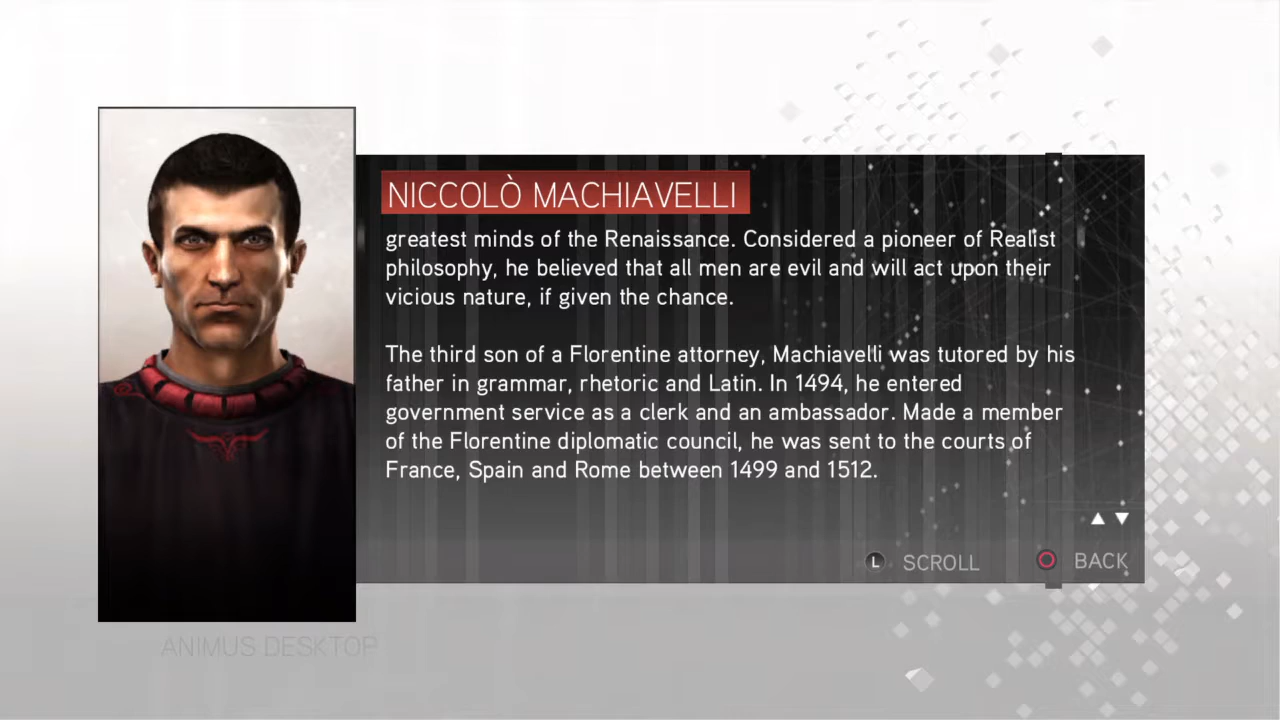 NICCOLÒ MACHIAVELLI
greatest minds of the Renaissance. Considered a pioneer of Realist
philosophy, he believed that all men are evil and will act upon their
vicious nature, if given the chance.
The third son of a Florentine attorney, Machiavelli was tutored by his
father in grammar, rhetoric and Latin. In 1494, he entered
government service as a clerk and an ambassador. Made a member
of the Florentine diplomatic council, he was sent to the courts of
France, Spain and Rome between 1499 and 1512.
L SCROLL
BACK
ANIMUS DESKTOP